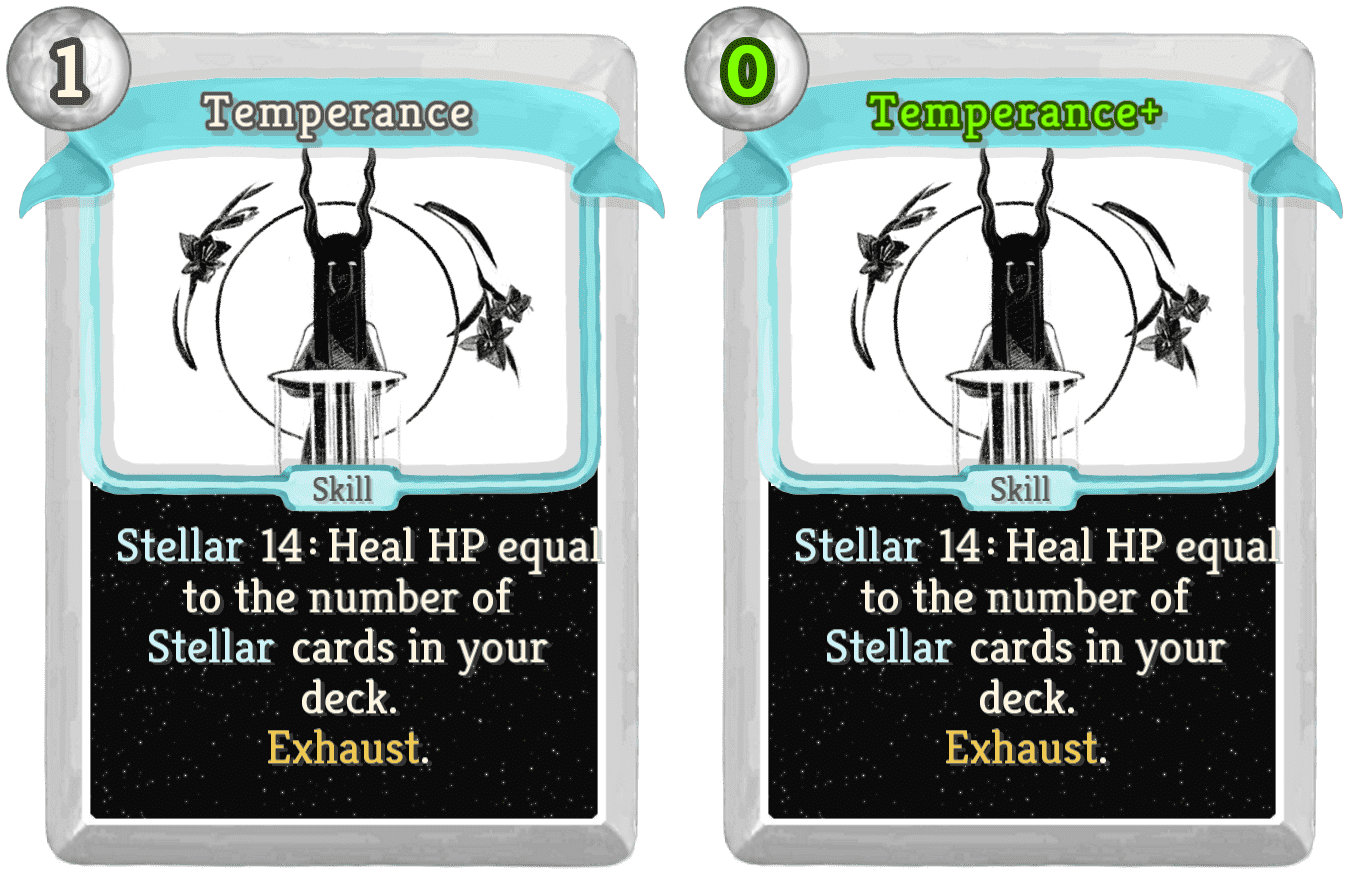 1
Temperance
Skill
Stellar 14: Heal HP equal
to the number of
Stellar cards in your
deck.
Exhaust.
0
Temperance+
Skill
Stellar 14: Heal HP equal
to the number of
Stellar cards in your
deck.
Exhaust.